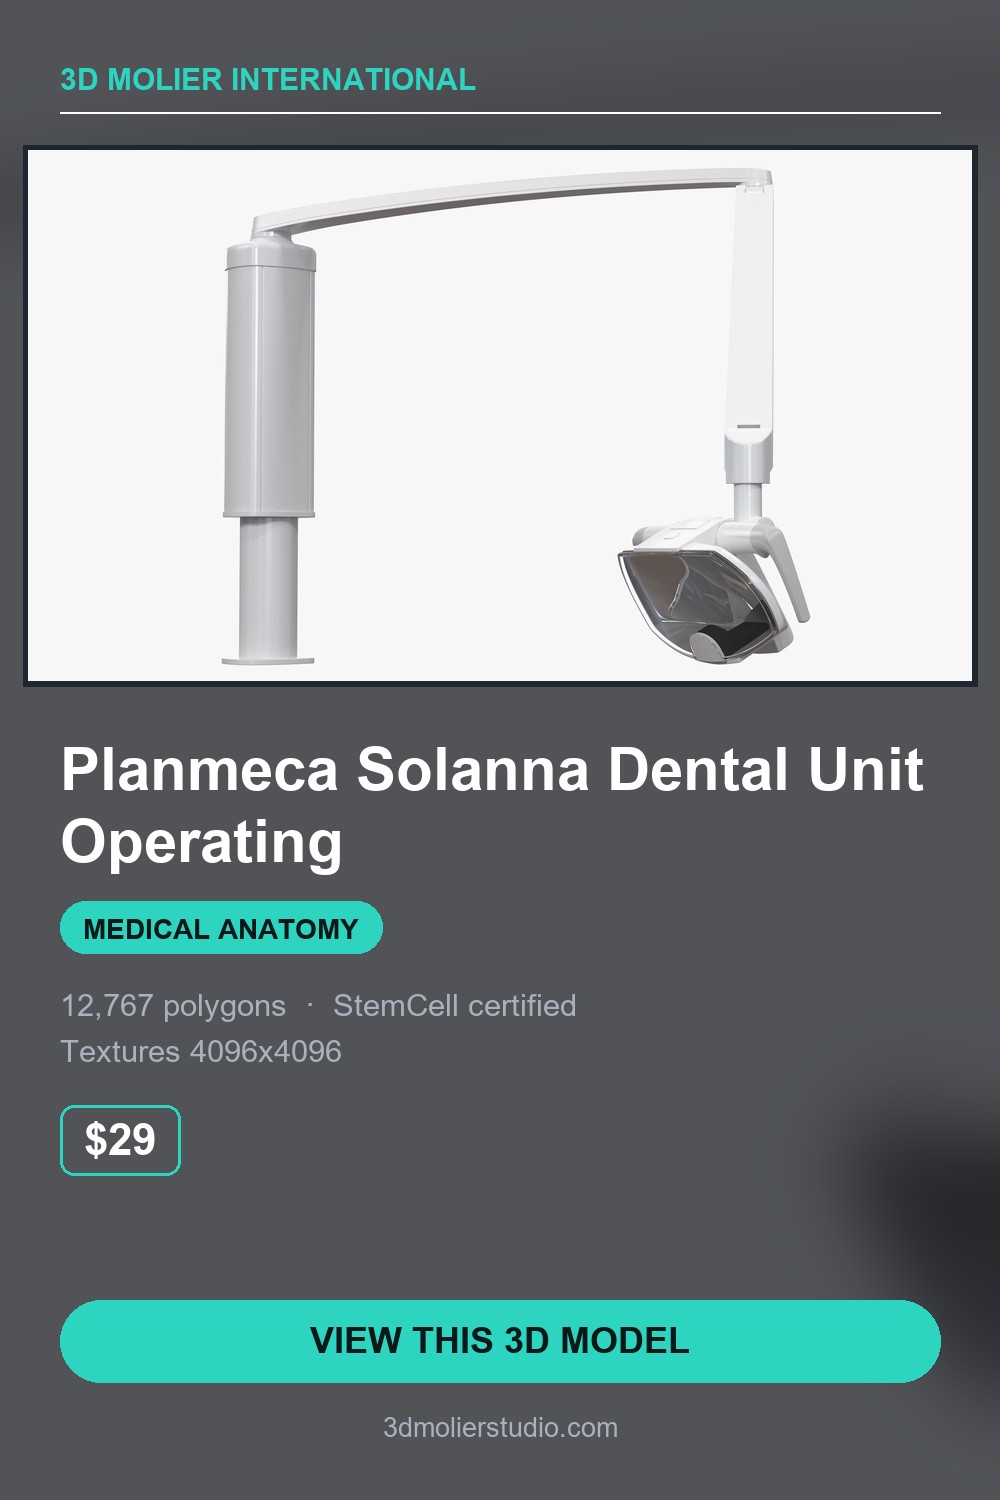 3D MOLIER INTERNATIONAL
Planmeca Solanna Dental Unit
Operating
MEDICAL ANATOMY
12,767 polygons · StemCell certified
Textures 4096x4096
$29
VIEW THIS 3D MODEL
3dmolierstudio.com